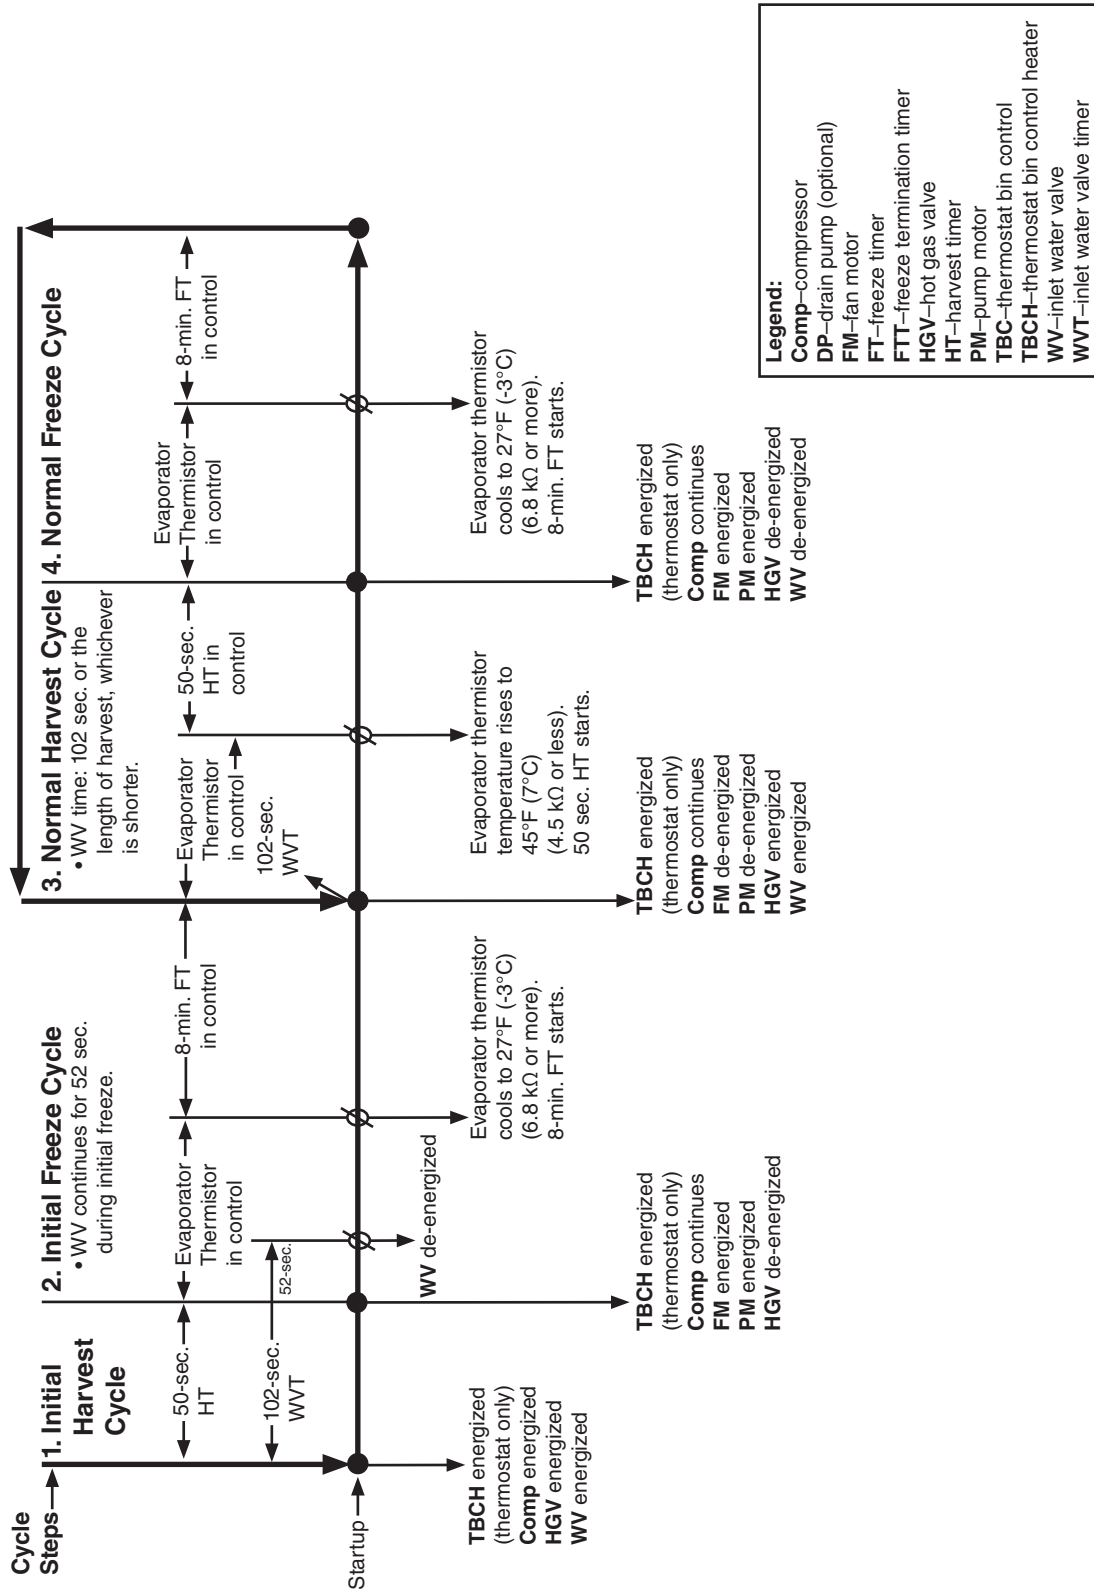 Cycle
Steps
1. Initial
Harvest
Cycle
50-sec.
HT
102-sec.
WVT
Startup
TBCH energized
(thermostat only)
Comp energized
HGV energized
WV energized
2. Initial Freeze Cycle
• WV continues for 52 sec.
during initial freeze.
Evaporator
Thermistor
in control
52-sec.
8-min. FT
in control
WV de-energized
Evaporator thermistor
cools to 27°F (-3°C)
(6.8 kΩ or more).
8-min. FT starts.
TBCH energized
(thermostat only)
Comp continues
FM energized
PM energized
HGV de-energized
3. Normal Harvest Cycle
• WV time: 102 sec. or the
length of harvest, whichever
is shorter.
Evaporator
Thermistor
in control
102-sec.
WVT
50-sec.
HT in
control
Evaporator thermistor
temperature rises to
45°F (7°C)
(4.5 kΩ or less).
50 sec. HT starts.
TBCH energized
(thermostat only)
Comp continues
FM de-energized
PM de-energized
HGV energized
WV energized
4. Normal Freeze Cycle
Evaporator
Thermistor
in control
8-min. FT
in control
Evaporator thermistor
cools to 27°F (-3°C)
(6.8 kΩ or more).
8-min. FT starts.
TBCH energized
(thermostat only)
Comp continues
FM energized
PM energized
HGV de-energized
WV de-energized
Legend:
Comp–compressor
DP–drain pump (optional)
FM–fan motor
FT–freeze timer
FTT–freeze termination timer
HGV–hot gas valve
HT–harvest timer
PM–pump motor
TBC–thermostat bin control
TBCH–thermostat bin control heater
WV–inlet water valve
WVT–inlet water valve timer